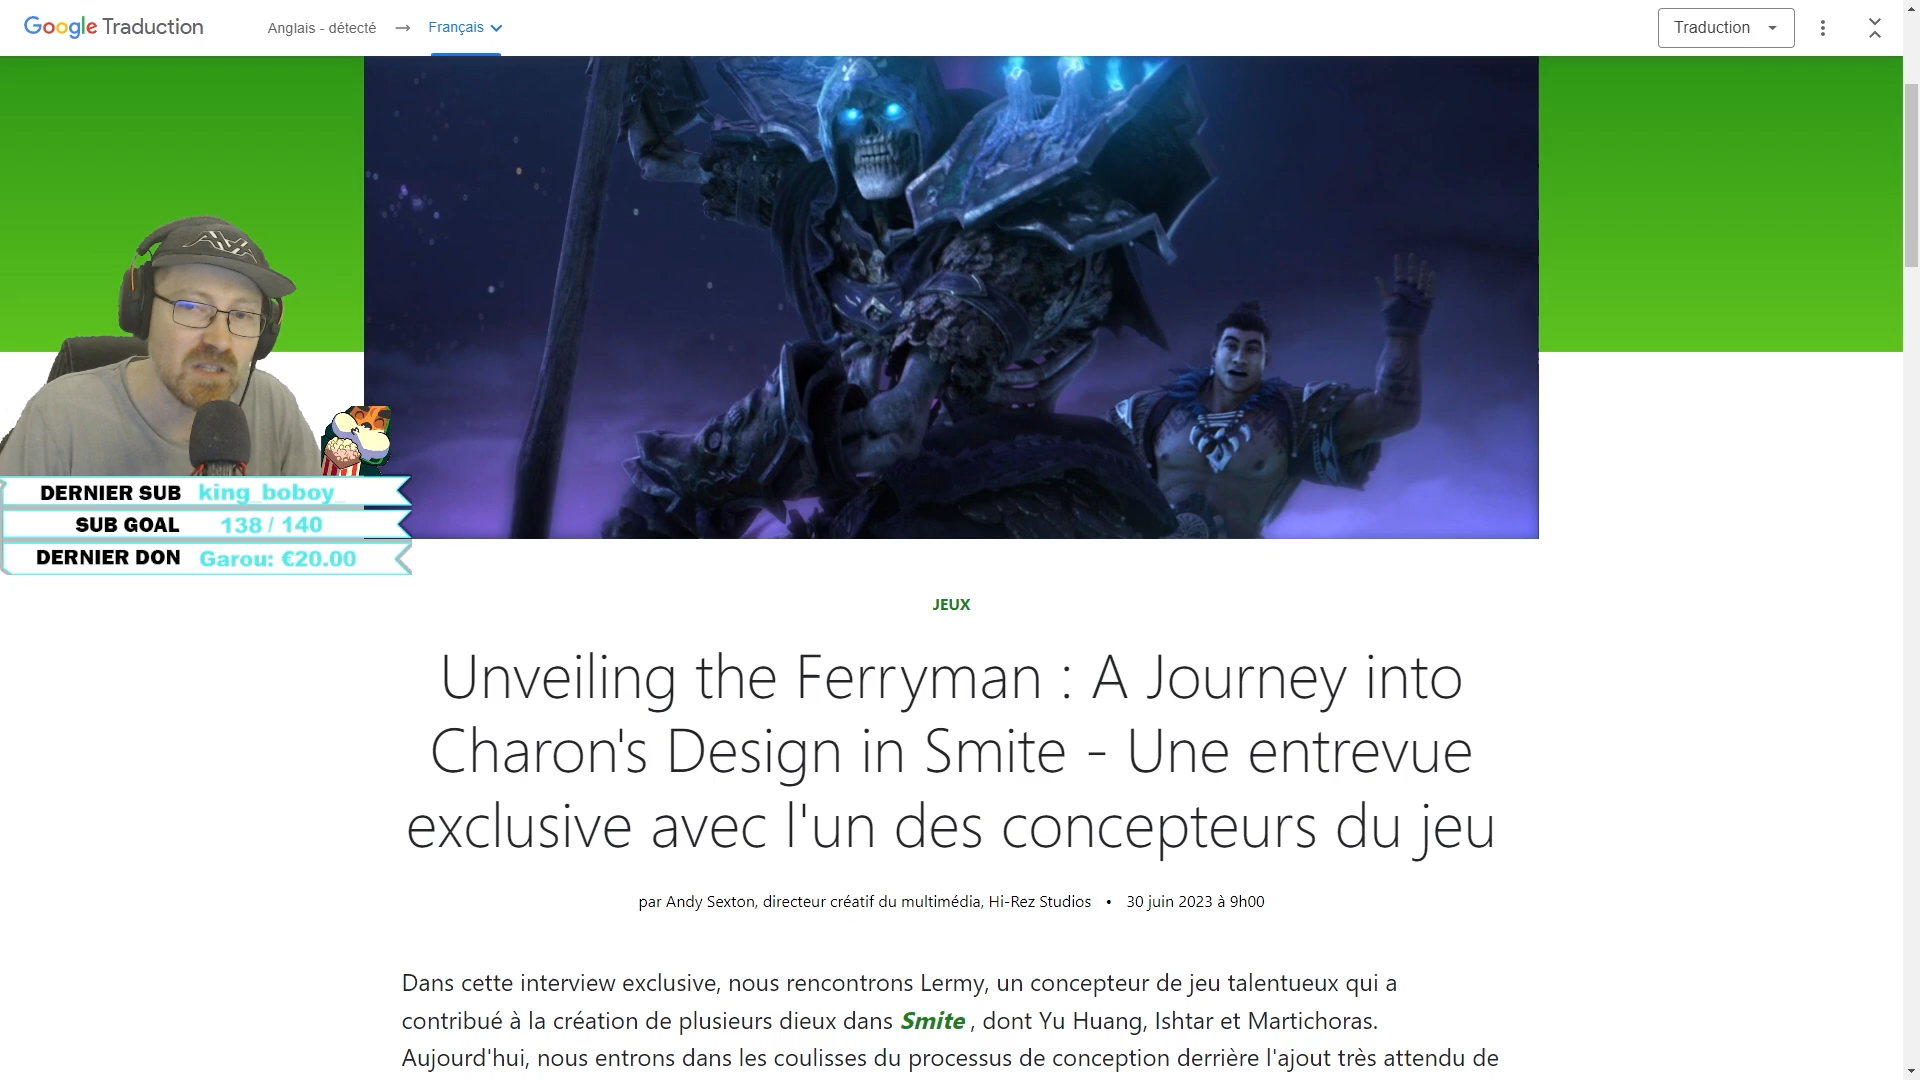 Google Traduction
Anglais - détecté → Français
Traduction
DERNIER SUB king_boboy_
SUB GOAL 138 / 140
DERNIER DON Garou: €20.00
JEUX
Unveiling the Ferryman : A Journey into
Charon's Design in Smite - Une entrevue
exclusive avec l'un des concepteurs du jeu
par Andy Sexton, directeur créatif du multimédia, Hi-Rez Studios • 30 juin 2023 à 9h00
Dans cette interview exclusive, nous rencontrons Lermy, un concepteur de jeu talentueux qui a
contribué à la création de plusieurs dieux dans Smite , dont Yu Huang, Ishtar et Martichoras.
Aujourd'hui, nous entrons dans les coulisses du processus de conception derrière l'ajout très attendu de